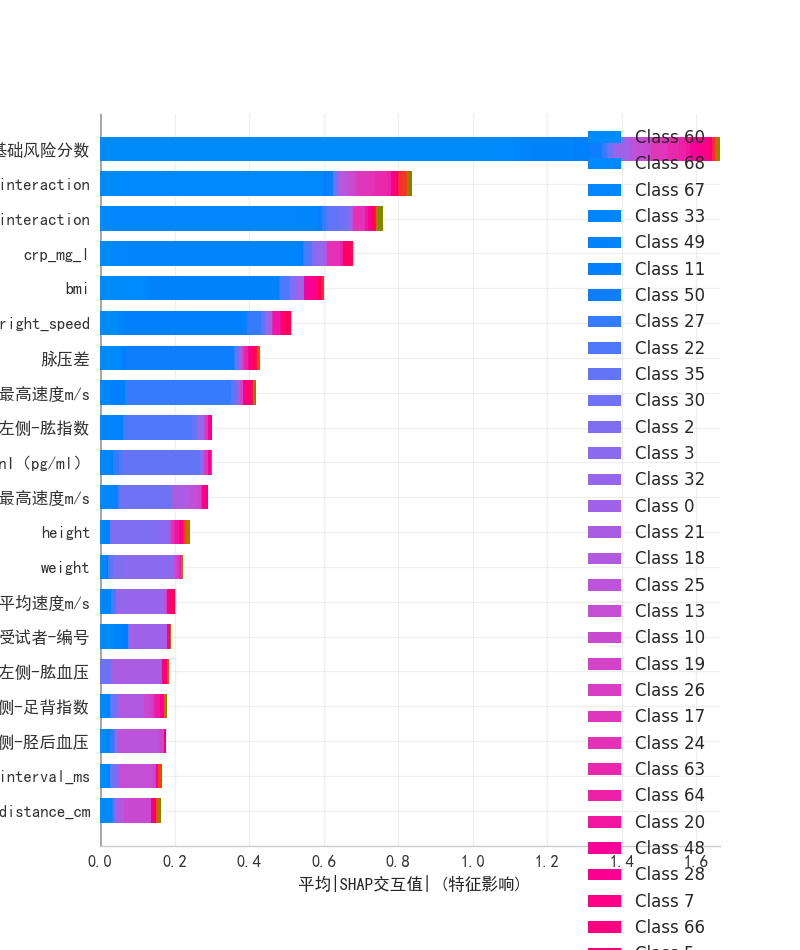 基础风险分数
interaction
interaction
crp_mg_l
bmi
right_speed
脉压差
最高速度m/s
左侧-肱指数
nl（pg/ml）
最高速度m/s
height
weight
平均速度m/s
受试者-编号
左侧-肱血压
侧-足背指数
侧-胫后血压
interval_ms
distance_cm
0.0 0.2 0.4 0.6 0.8 1.0 1.2 1.4 1.6
平均|SHAP交互值| (特征影响)
Class 60
Class 68
Class 67
Class 33
Class 49
Class 11
Class 50
Class 27
Class 22
Class 35
Class 30
Class 2
Class 3
Class 32
Class 0
Class 21
Class 18
Class 25
Class 13
Class 10
Class 19
Class 26
Class 17
Class 24
Class 63
Class 64
Class 20
Class 48
Class 28
Class 7
Class 66
Class 5